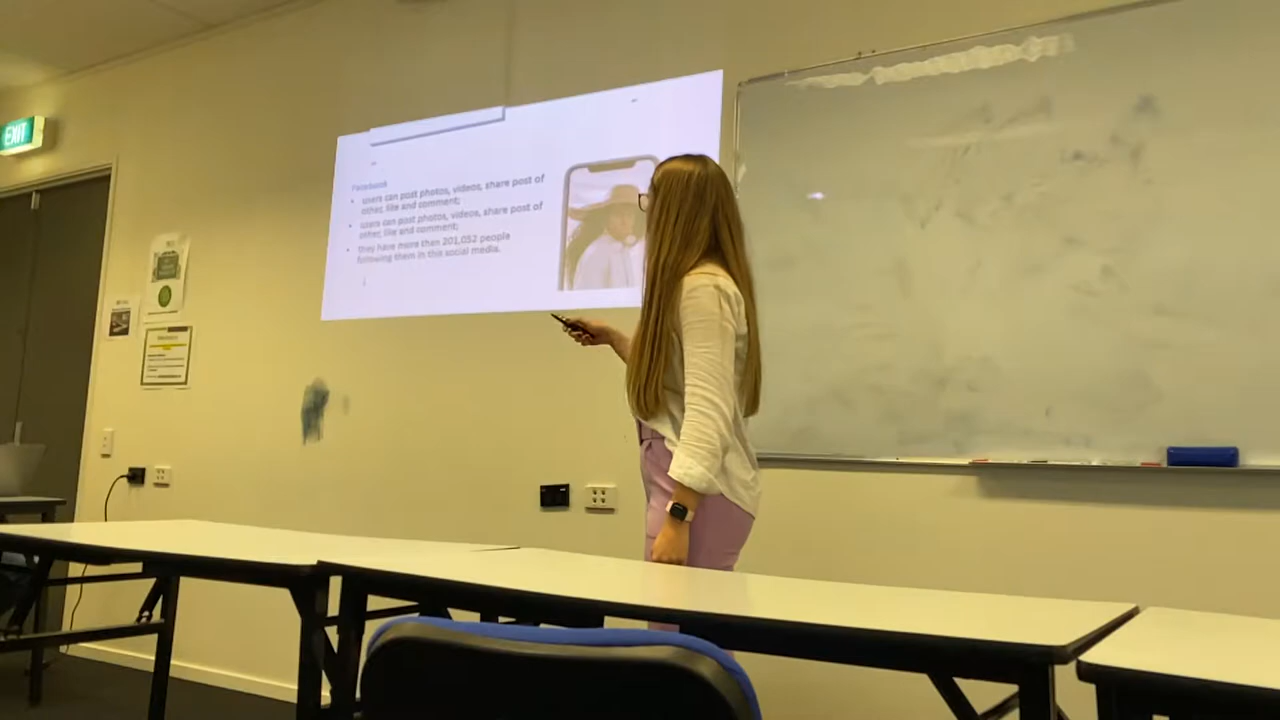 EXIT
Facebook
• users can post photos, videos, share post of
other, like and comment;
• users can post photos, videos, share post of
other, like and comment;
• they have more then 201,052 people
following them in this social media.